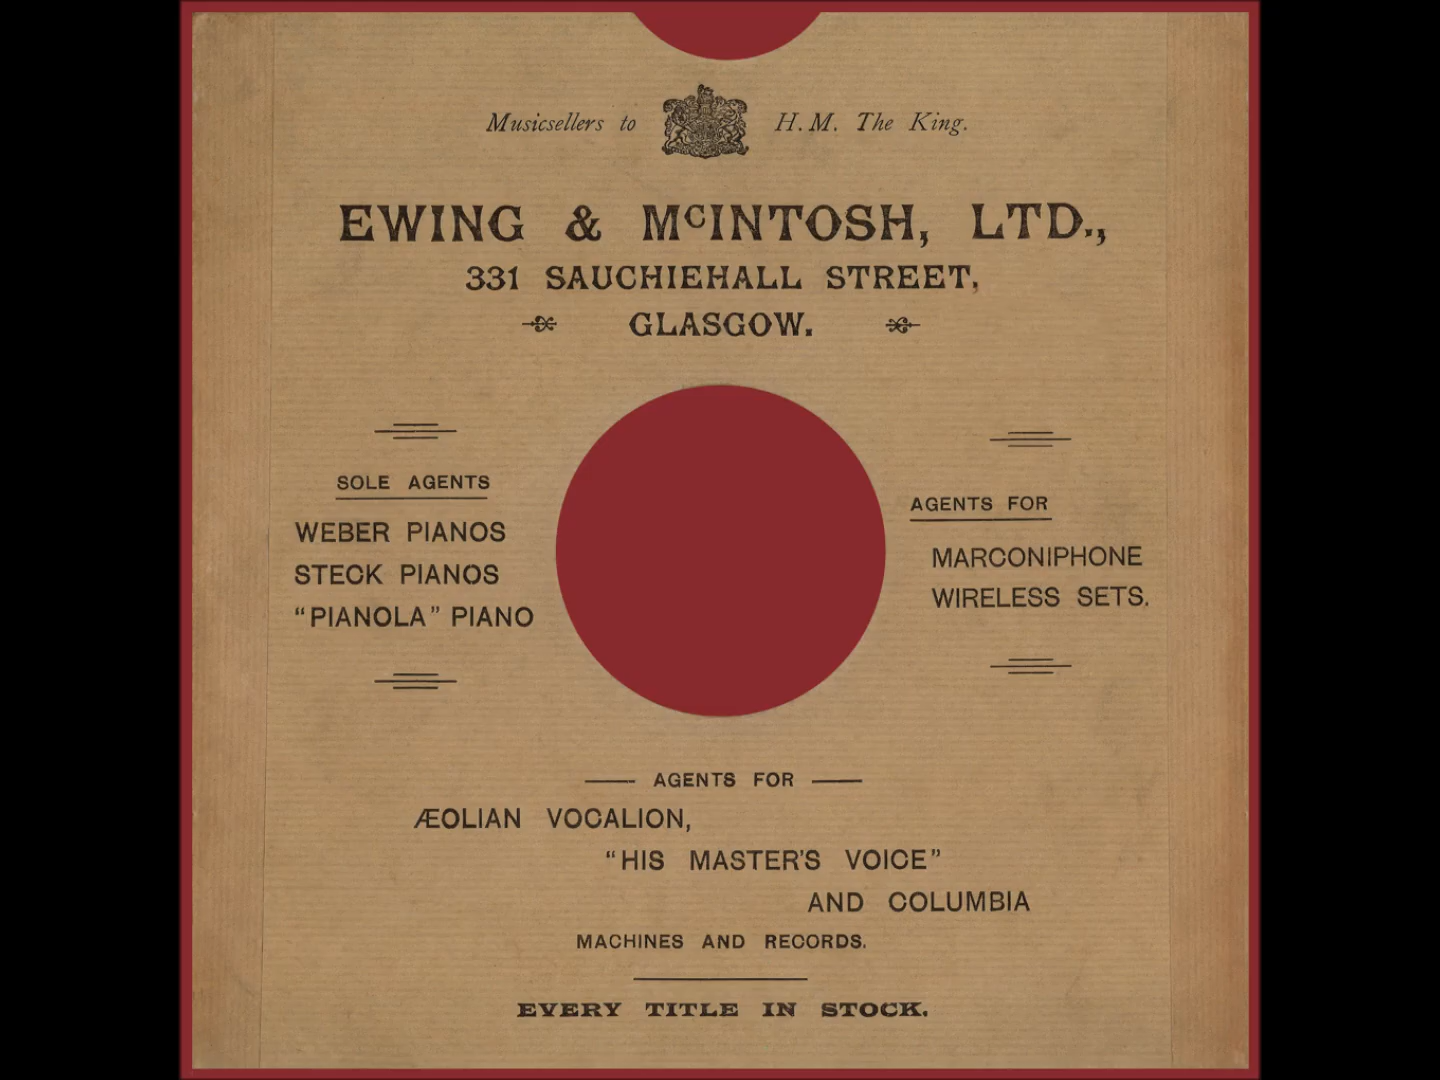 Musicsellers to H. M. The King.
EWING & McINTOSH, LTD.,
331 SAUCHIEHALL STREET,
GLASGOW.
SOLE AGENTS
WEBER PIANOS
STECK PIANOS
“PIANOLA” PIANO
AGENTS FOR
MARCONIPHONE
WIRELESS SETS.
AGENTS FOR
ÆOLIAN VOCALION,
“HIS MASTER'S VOICE”
AND COLUMBIA
MACHINES AND RECORDS.
EVERY TITLE IN STOCK.